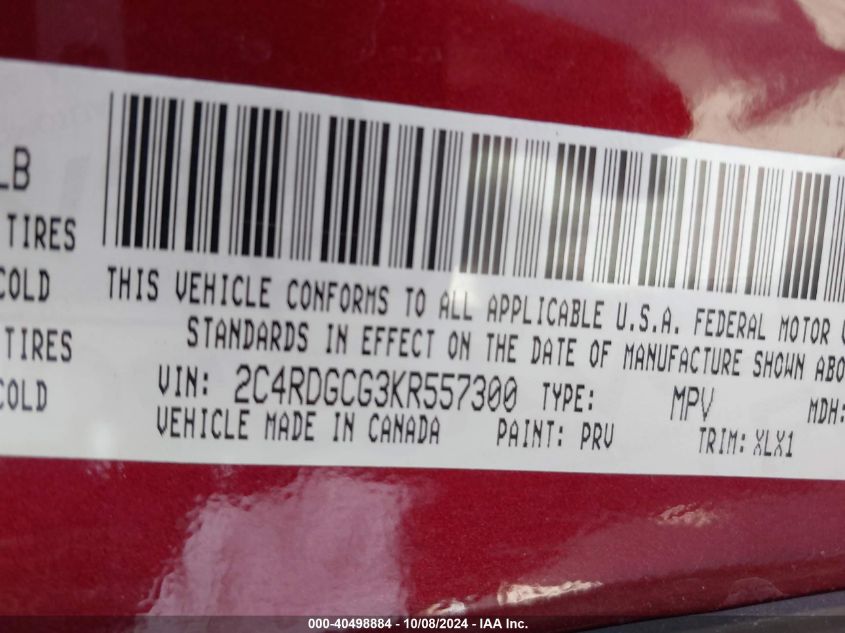 LB
TIRES
COLD
TIRES
COLD
THIS VEHICLE CONFORMS TO ALL APPLICABLE U.S.A. FEDERAL MOTOR V
STANDARDS IN EFFECT ON THE DATE OF MANUFACTURE SHOWN ABO
VIN: 2C4RDGCG3KR557300 TYPE: MPV MDH:
VEHICLE MADE IN CANADA PAINT: PRV TRIM: XLX1
000-40498884 - 10/08/2024 - IAA Inc.